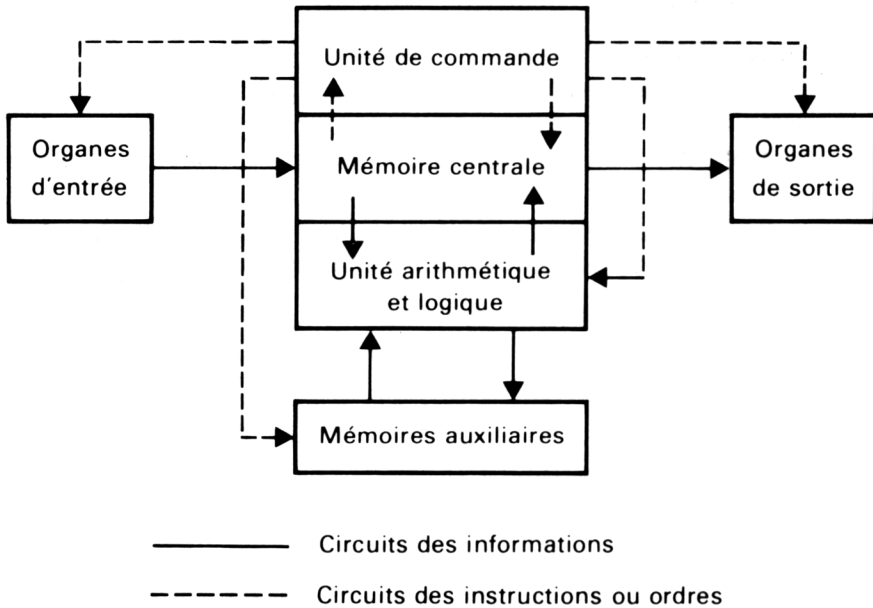 Unité de commande
Organes
d'entrée
Mémoire centrale
Organes
de sortie
Unité arithmétique
et logique
Mémoires auxiliaires
Circuits des informations
Circuits des instructions ou ordres